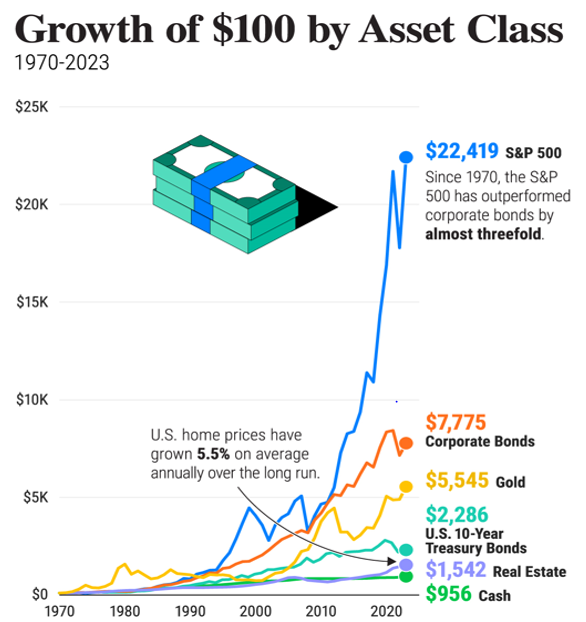 Growth of $100 by Asset Class
1970-2023
$25K
$22,419 S&P 500
Since 1970, the S&P
500 has outperformed
corporate bonds by
almost threefold.
$20K
$15K
$10K
$7,775
Corporate Bonds
U.S. home prices have
grown 5.5% on average
annually over the long run.
$5,545 Gold
$5K
$2,286
U.S. 10-Year
Treasury Bonds
$1,542 Real Estate
$956 Cash
$0
1970 1980 1990 2000 2010 2020